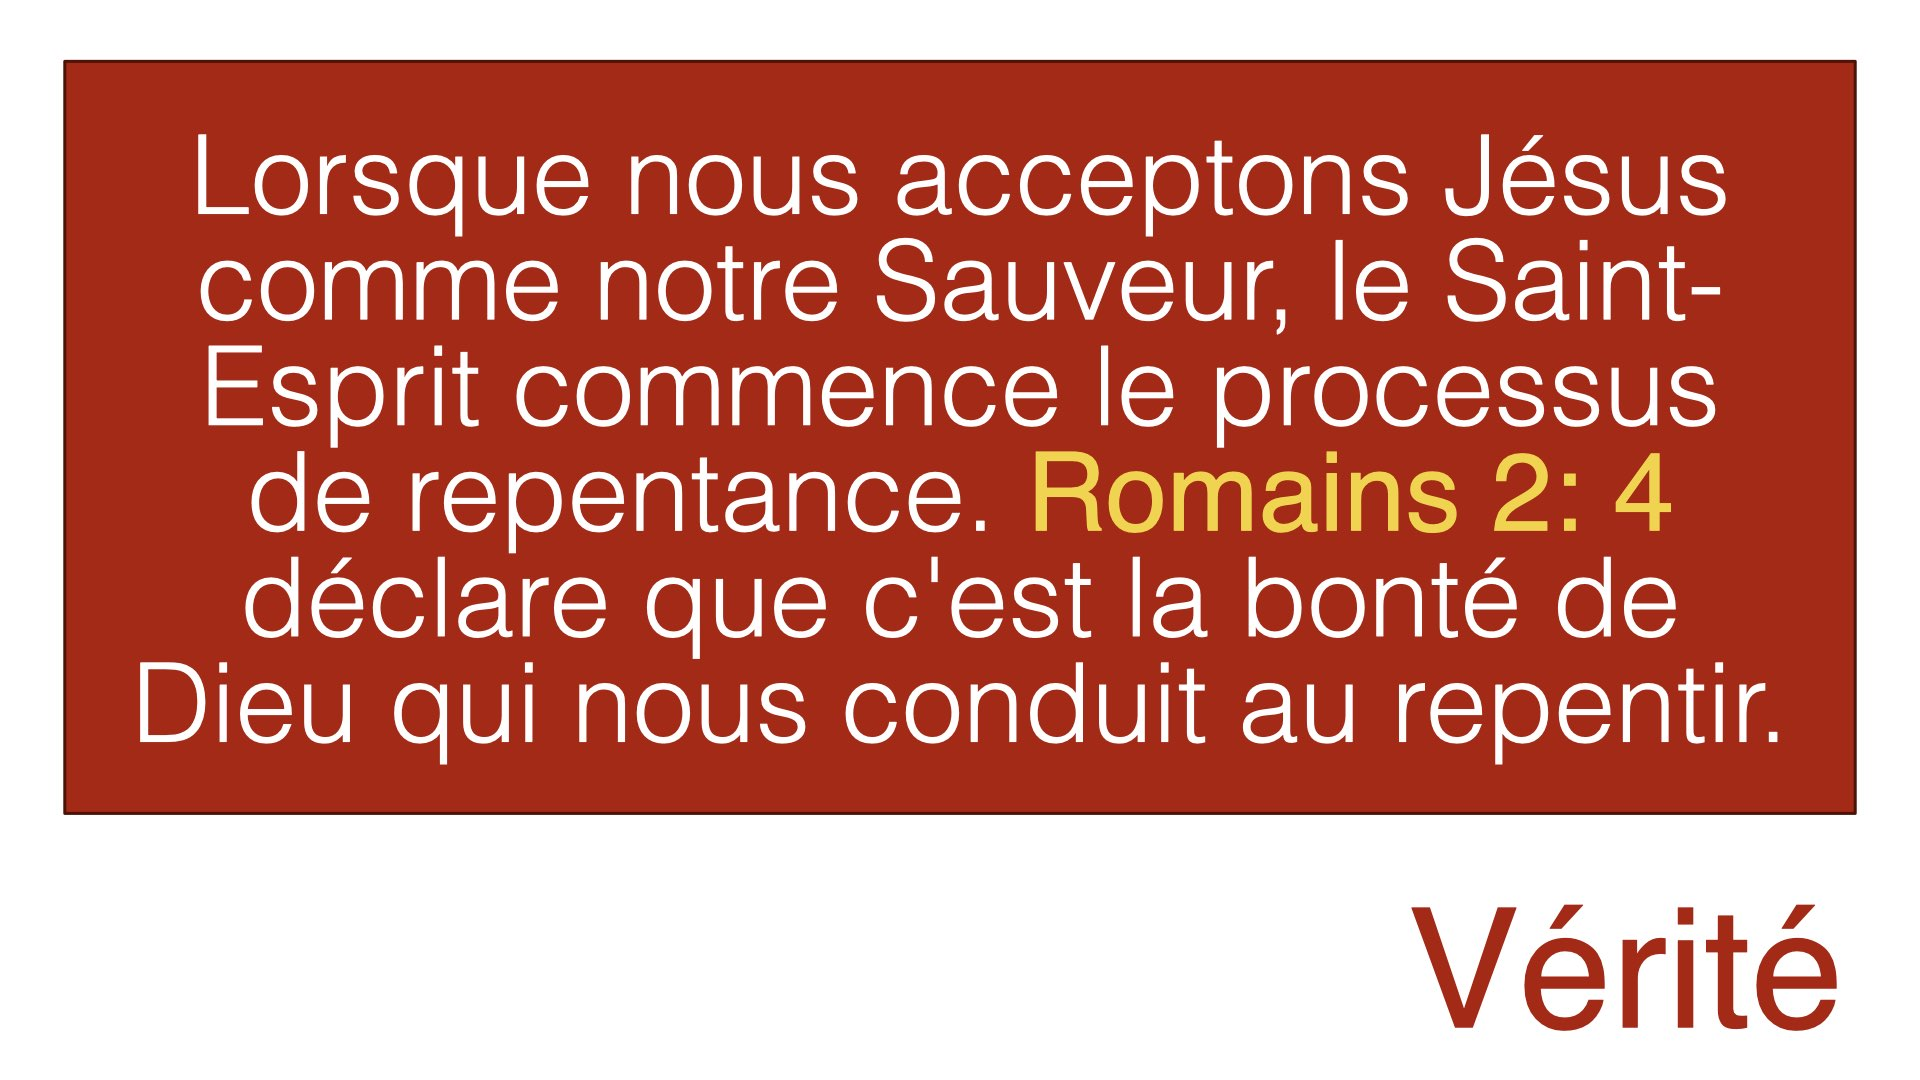 Lorsque nous acceptons Jésus
comme notre Sauveur, le Saint-
Esprit commence le processus
de repentance. Romains 2: 4
déclare que c'est la bonté de
Dieu qui nous conduit au repentir.
Vérité